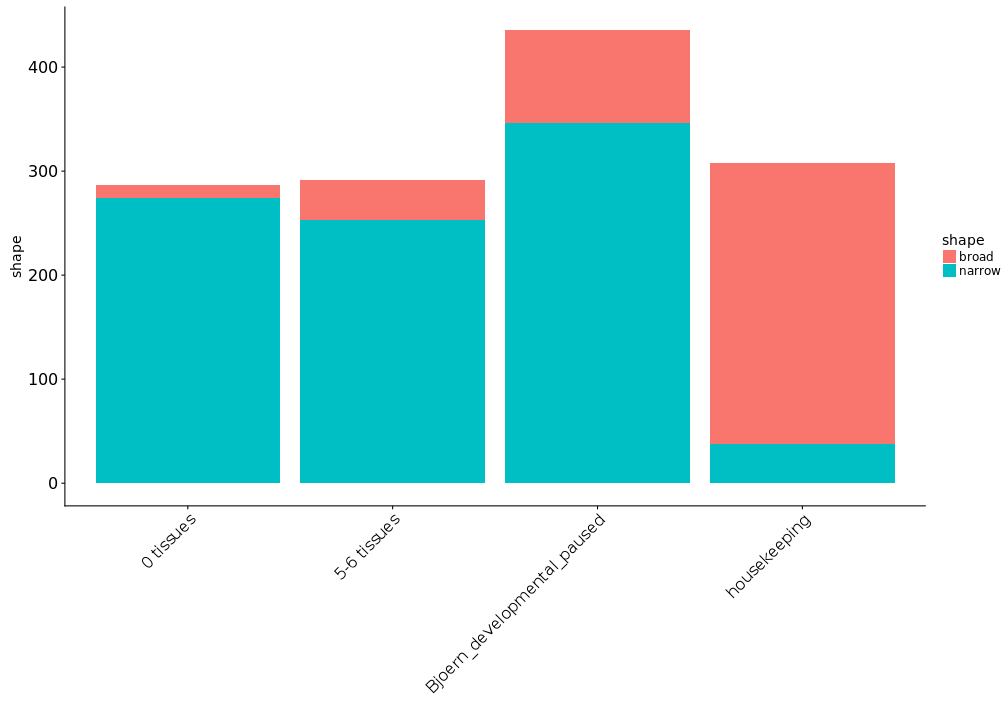 400
300
200
100
0
shape
0 tissues
5-6 tissues
Bjoern_developmental_paused
housekeeping
shape
broad
narrow